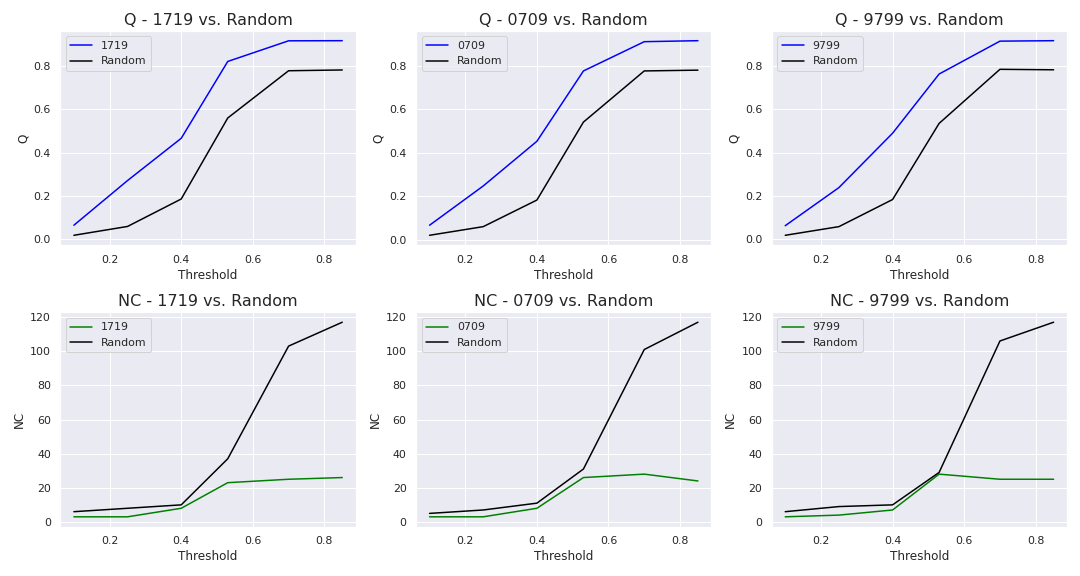 Q - 1719 vs. Random
1719
Random
0.8
0.6
0.4
0.2
0.0
Q
0.2 0.4 0.6 0.8
Threshold
Q - 0709 vs. Random
0709
Random
0.8
0.6
0.4
0.2
0.0
Q
0.2 0.4 0.6 0.8
Threshold
Q - 9799 vs. Random
9799
Random
0.8
0.6
0.4
0.2
0.0
Q
0.2 0.4 0.6 0.8
Threshold
NC - 1719 vs. Random
1719
Random
120
100
80
60
40
20
0
NC
0.2 0.4 0.6 0.8
Threshold
NC - 0709 vs. Random
0709
Random
120
100
80
60
40
20
0
NC
0.2 0.4 0.6 0.8
Threshold
NC - 9799 vs. Random
9799
Random
120
100
80
60
40
20
0
NC
0.2 0.4 0.6 0.8
Threshold